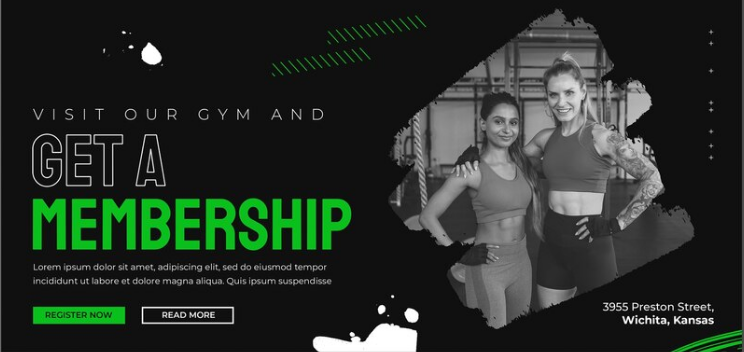 VISIT OUR GYM AND
GET A
MEMBERSHIP
Lorem ipsum dolor sit amet, adipiscing elit, sed do eiusmod tempor
incididunt ut labore et dolore magna aliqua. Quis ipsum suspendisse
REGISTER NOW
READ MORE
3955 Preston Street,
Wichita, Kansas